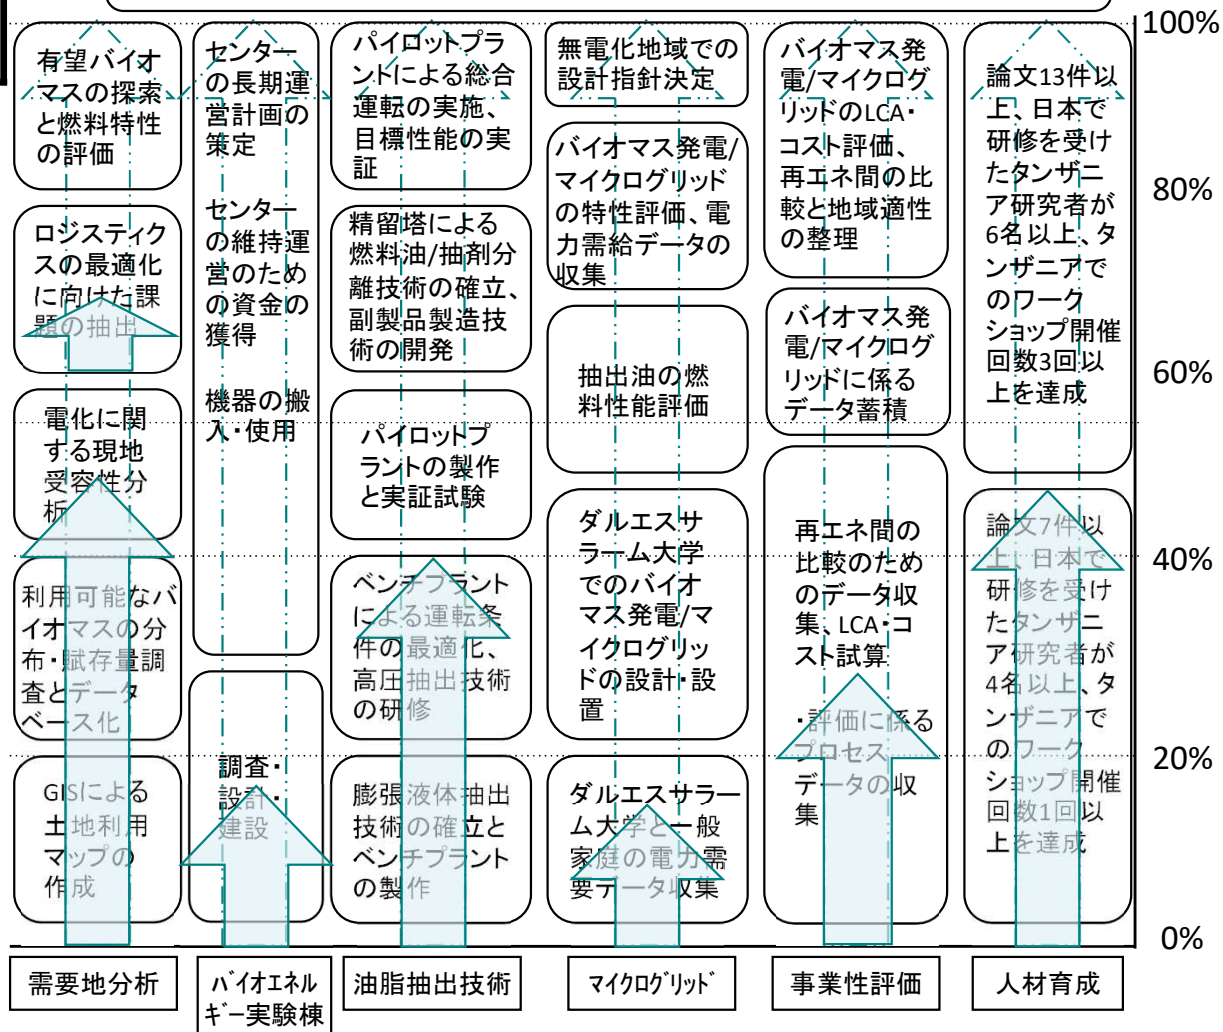 有望バイオ
マスの探索
と燃料特性
の評価
ロジスティク
スの最適化
に向けた課
題の抽出
電化に関
する現地
受容性分
析
利用可能なバ
イオマスの分
布・賦存量調
査とデータ
ベース化
GISによる
土地利用
マップの
作成
需要地分析
センター
の長期運
営計画の
策定
センター
の維持運
営のため
の資金の
獲得
機器の搬
入・使用
調査・
設計・
建設
バイオエネル
ギー実験棟
パイロットプラ
ントによる総合
運転の実施、
目標性能の実
証
精留塔による
燃料油/抽剤分
離技術の確立、
副製品製造技
術の開発
パイロットプ
ラントの製作
と実証試験
ベンチプラント
による運転条
件の最適化、
高圧抽出技術
の研修
膨張液体抽出
技術の確立と
ベンチプラント
の製作
油脂抽出技術
無電化地域での
設計指針決定
バイオマス発電/
マイクログリッド
の特性評価、電
力需給データの
収集
抽出油の燃
料性能評価
ダルエスサ
ラーム大学
でのバイオ
マス発電/マ
イクログリッ
ドの設計・設
置
ダルエスサラー
ム大学と一般
家庭の電力需
要データ収集
マイクログリッド
バイオマス発
電/マイクログ
リッドのLCA・
コスト評価、
再エネ間の比
較と地域適性
の整理
バイオマス発
電/マイクログ
リッドに係る
データ蓄積
再エネ間の
比較のため
のデータ収
集、LCA・コ
スト試算
・評価に係る
プロセス
データの収
集
事業性評価
論文13件以
上、日本で
研修を受け
たタンザニ
ア研究者が
6名以上、タ
ンザニアで
のワーク
ショップ開催
回数3回以
上を達成
論文7件以
上、日本で
研修を受け
たタンザニ
ア研究者が
4名以上、タ
ンザニアで
のワーク
ショップ開催
回数1回以
上を達成
人材育成
100%
80%
60%
40%
20%
0%